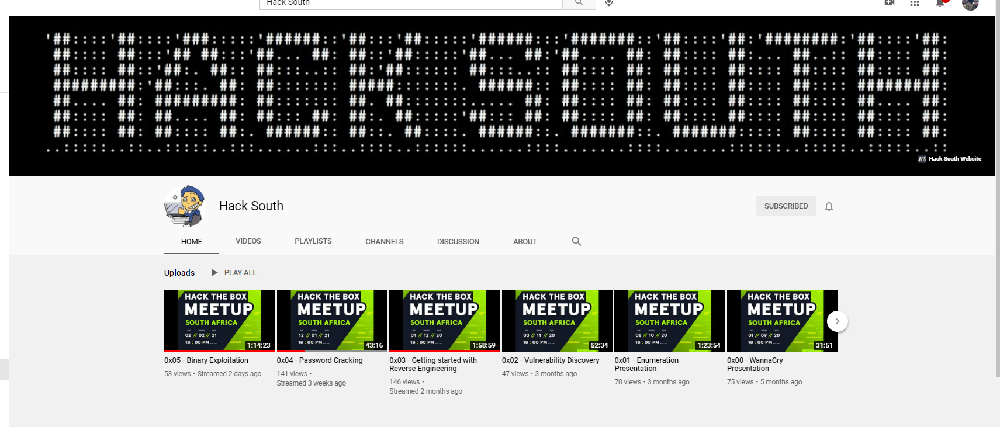 Hack South
HACK SOUTH
HS Hack South Website
Hack South
SUBSCRIBED
HOME VIDEOS PLAYLISTS CHANNELS DISCUSSION ABOUT
Uploads PLAY ALL
HACK THE BOX
MEETUP
SOUTH AFRICA
02 // 02 // 21
18 : 00 PM
1:14:23
HACK THE BOX
MEETUP
SOUTH AFRICA
12 // 01 // 21
18 : 00 PM
43:16
HACK THE BOX
MEETUP
SOUTH AFRICA
01 // 12 // 20
18 : 00 PM
1:58:59
HACK THE BOX
MEETUP
SOUTH AFRICA
03 // 11 // 20
18 : 00 PM
52:34
HACK THE BOX
MEETUP
SOUTH AFRICA
06 // 10 // 20
18 : 00 PM
1:23:54
HACK THE BOX
MEETUP
SOUTH AFRICA
01 // 09 // 20
18 : 00 PM
31:51
0x05 - Binary Exploitation
53 views • Streamed 2 days ago
0x04 - Password Cracking
141 views •
Streamed 3 weeks ago
0x03 - Getting started with
Reverse Engineering
146 views •
Streamed 2 months ago
0x02 - Vulnerability Discovery
47 views • 3 months ago
0x01 - Enumeration
Presentation
70 views • 3 months ago
0x00 - WannaCry
Presentation
75 views • 5 months ago